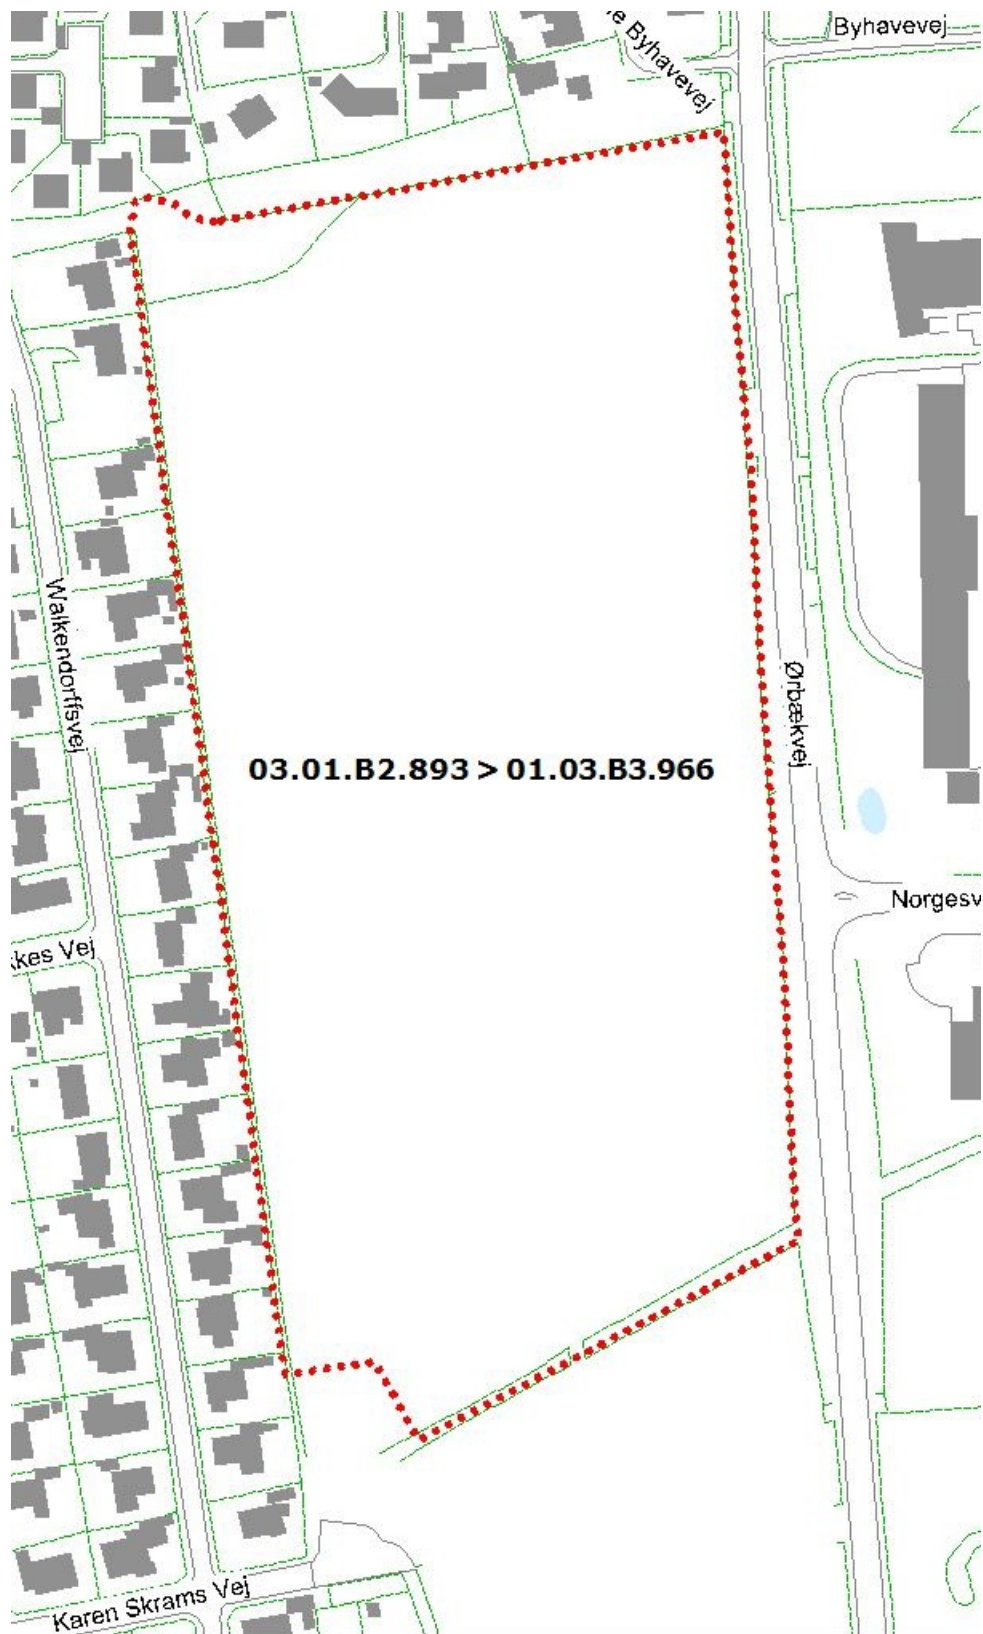 Byhavevej
Byhavevej
Walkendorffsvej
Ørbækvej
03.01.B2.893 > 01.03.B3.966
Norgesv
kes Vej
Karen Skrams Vej